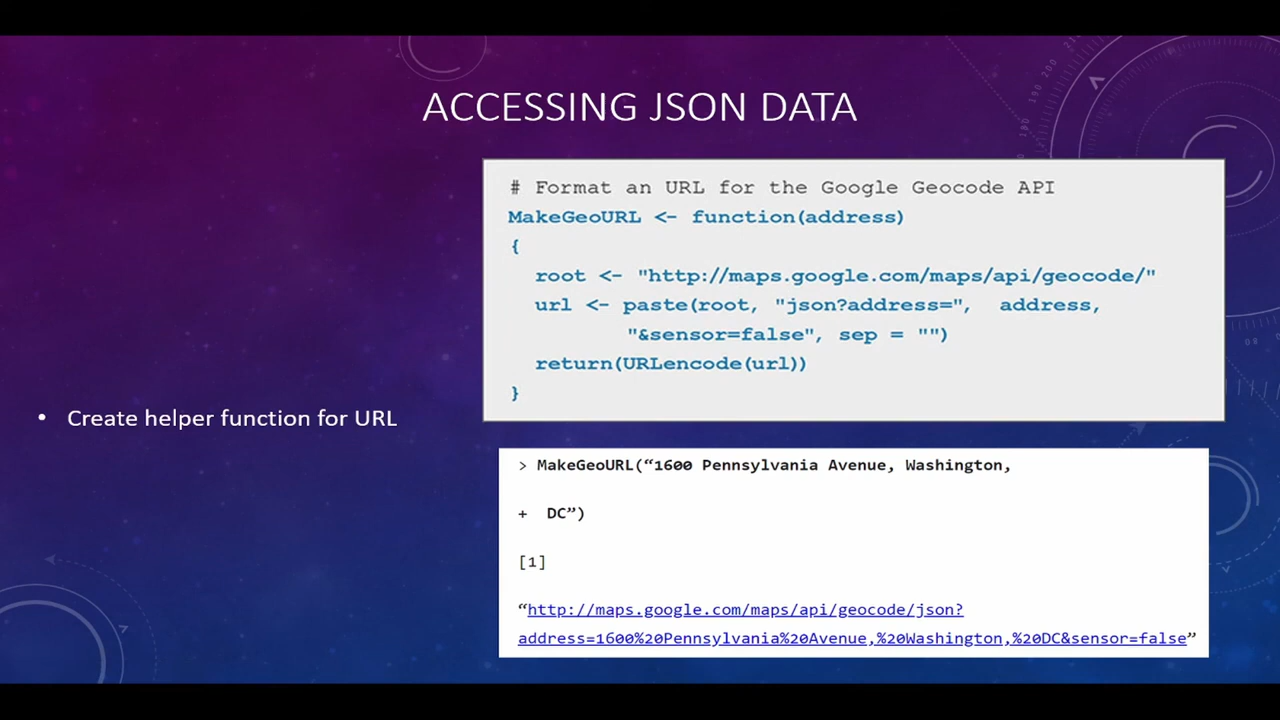 ACCESSING JSON DATA
# Format an URL for the Google Geocode API
MakeGeoURL <- function(address)
{
root <- "http://maps.google.com/maps/api/geocode/"
url <- paste(root, "json?address=", address,
"&sensor=false", sep = "")
return(URLencode(url))
}
• Create helper function for URL
> MakeGeoURL(“1600 Pennsylvania Avenue, Washington,
+ DC”)
[1]
“http://maps.google.com/maps/api/geocode/json?
address=1600%20Pennsylvania%20Avenue,%20Washington,%20DC&sensor=false”